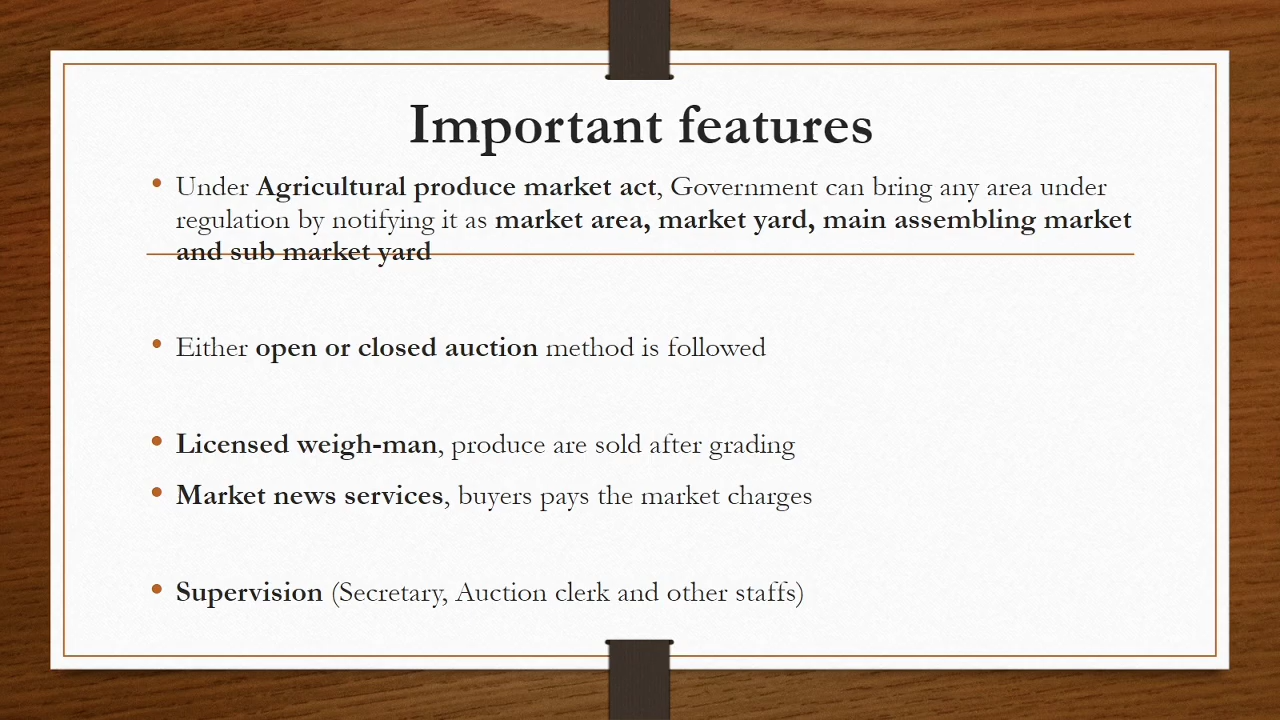 Important features
• Under Agricultural produce market act, Government can bring any area under
regulation by notifying it as market area, market yard, main assembling market
and sub market yard
• Either open or closed auction method is followed
• Licensed weigh-man, produce are sold after grading
• Market news services, buyers pays the market charges
• Supervision (Secretary, Auction clerk and other staffs)